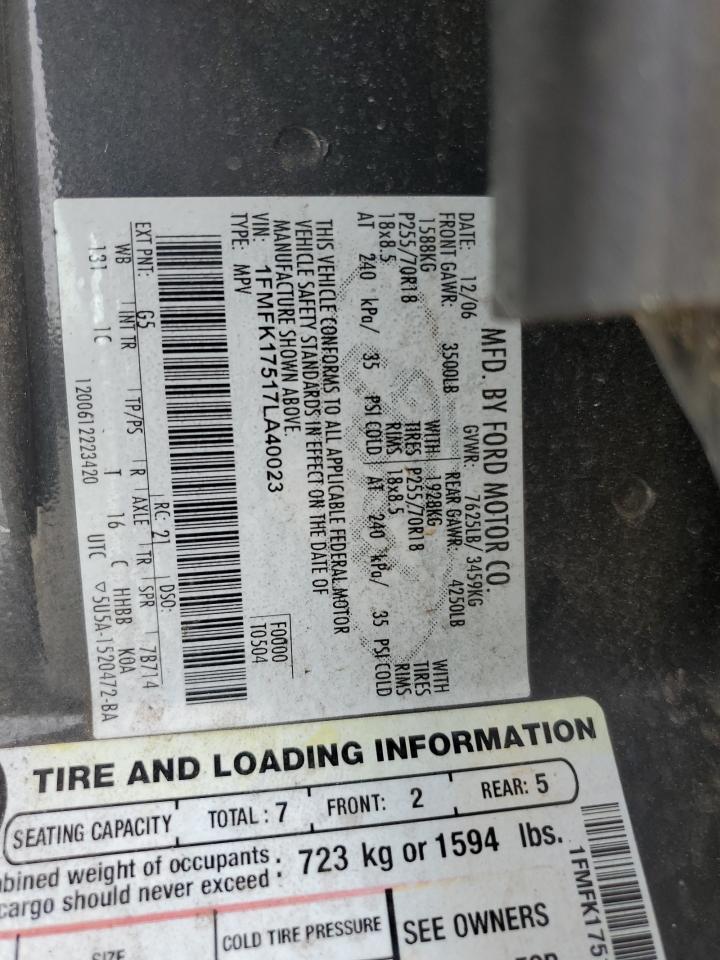 MFD. BY FORD MOTOR CO.
DATE: 12/06 GVWR: 7625LB/ 3459KG
FRONT GAWR: 3500LB REAR GAWR: 4250LB
1588KG WITH 1928KG WITH
P255/70R18 TIRES P255/70R18 TIRES
18x8.5 RIMS 18x8.5 RIMS
AT 240 kPa/ 35 PSI COLD AT 240 kPa/ 35 PSI COLD
THIS VEHICLE CONFORMS TO ALL APPLICABLE FEDERAL MOTOR
VEHICLE SAFETY STANDARDS IN EFFECT ON THE DATE OF
MANUFACTURE SHOWN ABOVE.
VIN: 1FMFK17517LA40023 F0000
TYPE: MPV T0504
EXT PNT: G5 RC: 21 DSO:
WB INT TR TP/PS R AXLE TR SPR 7B714
131 1C T 16 C HHBB K0A
1200612223420 UTC ▽5U5A-1520472-BA
TIRE AND LOADING INFORMATION
SEATING CAPACITY TOTAL: 7 FRONT: 2 REAR: 5
bined weight of occupants : 723 kg or 1594 lbs.
cargo should never exceed :
SIZE COLD TIRE PRESSURE SEE OWNERS
FOR
1FMFK175